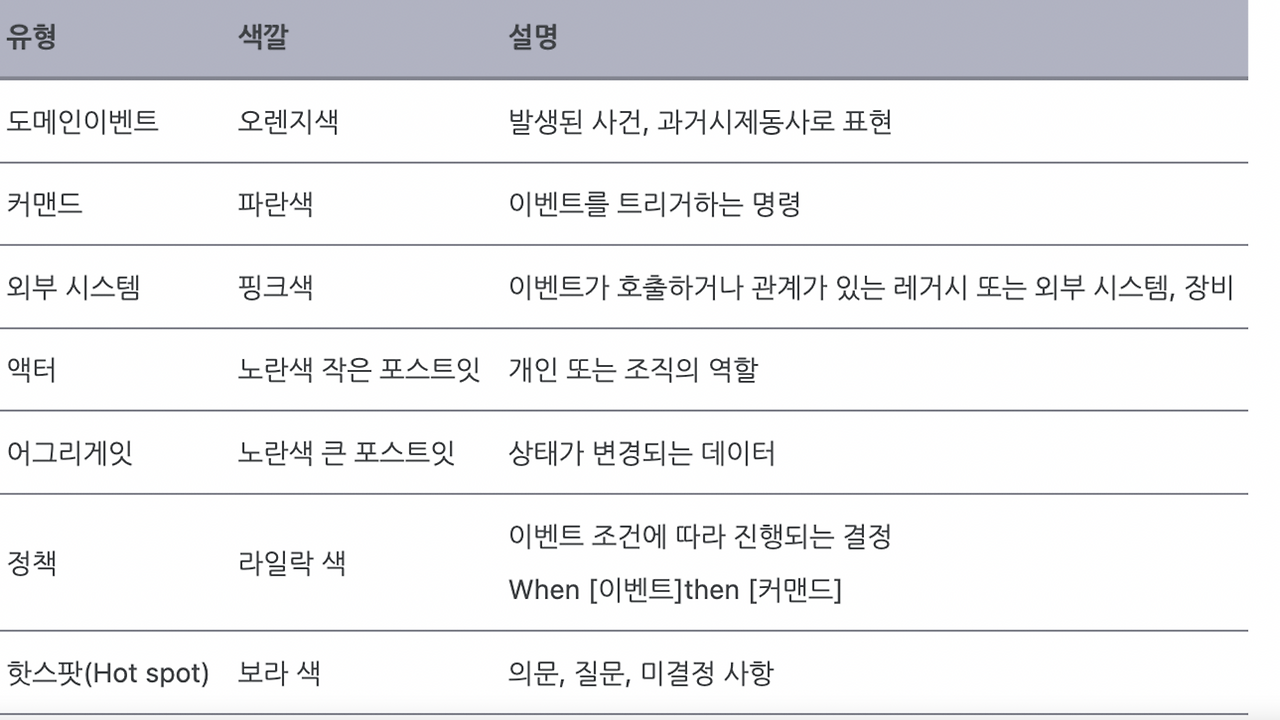 유형 색깔 설명
도메인이벤트 오렌지색 발생된 사건, 과거시제동사로 표현
커맨드 파란색 이벤트를 트리거하는 명령
외부 시스템 핑크색 이벤트가 호출하거나 관계가 있는 레거시 또는 외부 시스템, 장비
액터 노란색 작은 포스트잇 개인 또는 조직의 역할
어그리게잇 노란색 큰 포스트잇 상태가 변경되는 데이터
정책 라일락 색 이벤트 조건에 따라 진행되는 결정
When [이벤트]then [커맨드]
핫스팟(Hot spot) 보라 색 의문, 질문, 미결정 사항